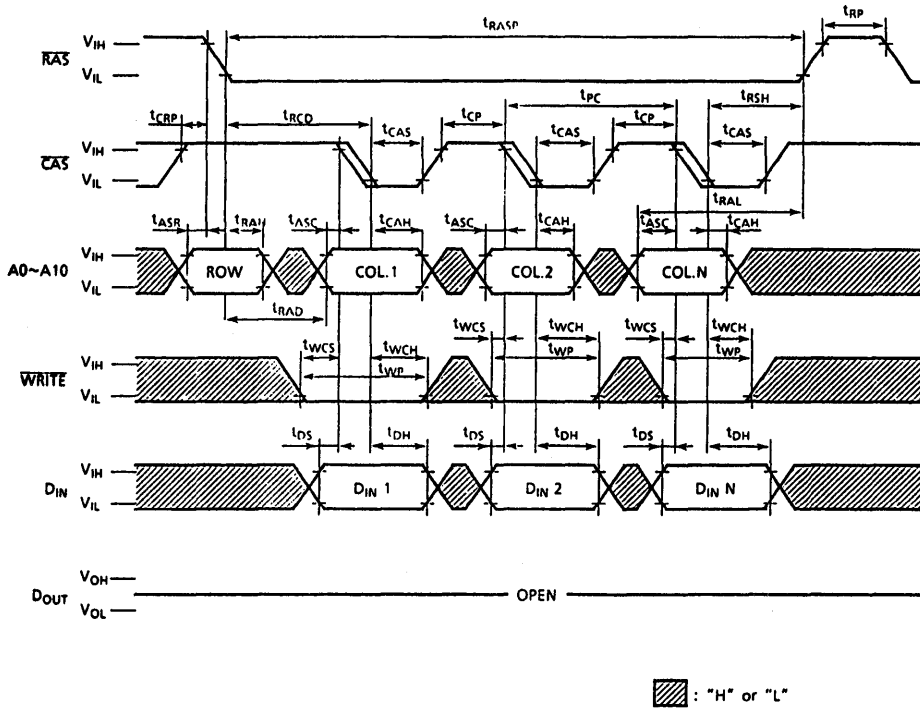 tRASP
tRP
RAS
VIH
VIL
tCRP
tRCD
tCAS
tCP
tPC
tCAS
tCP
tRSH
tCAS
CAS
VIH
VIL
tRAL
tASR
tRAH
tASC
tCAH
tASC
tCAH
tASC
tCAH
A0~A10
VIH
VIL
ROW
COL.1
COL.2
COL.N
tRAD
tWCS
tWCH
tWP
tWCS
tWCH
tWP
tWCS
tWCH
tWP
WRITE
VIH
VIL
tDS
tDH
tDS
tDH
tDS
tDH
DIN
VIH
VIL
DIN 1
DIN 2
DIN N
DOUT
VOH
VOL
OPEN
: "H" or "L"